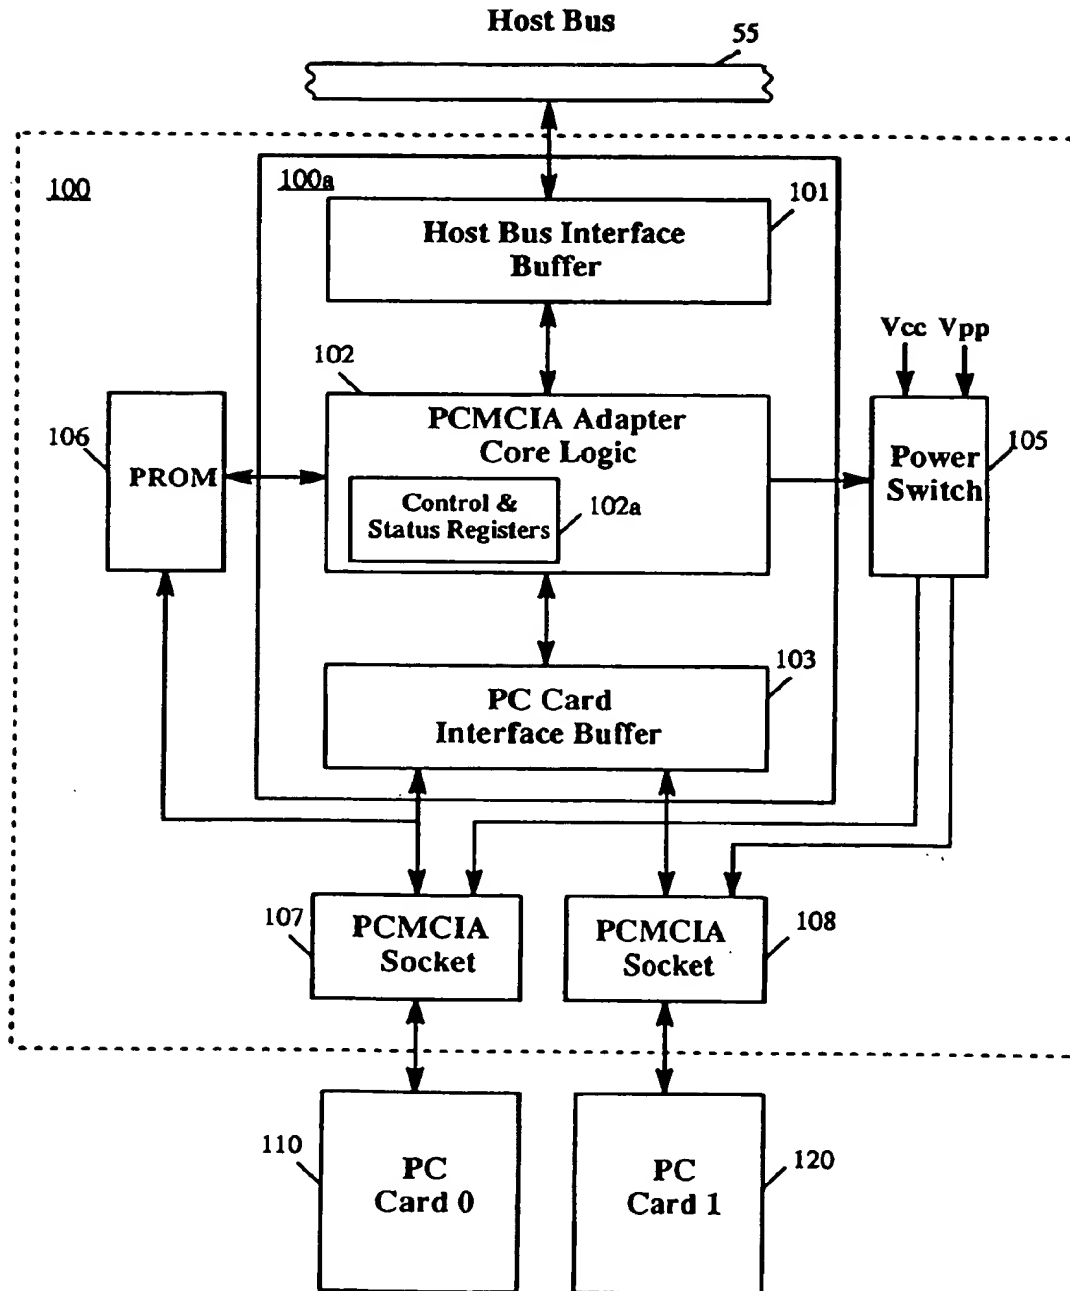 Host Bus
55
100
100a
101
Host Bus Interface
Buffer
Vcc Vpp
102
PCMCIA Adapter
Core Logic
106
PROM
105
Power
Switch
Control &
Status Registers
102a
103
PC Card
Interface Buffer
107
PCMCIA
Socket
PCMCIA
Socket
108
110
PC
Card 0
PC
Card 1
120